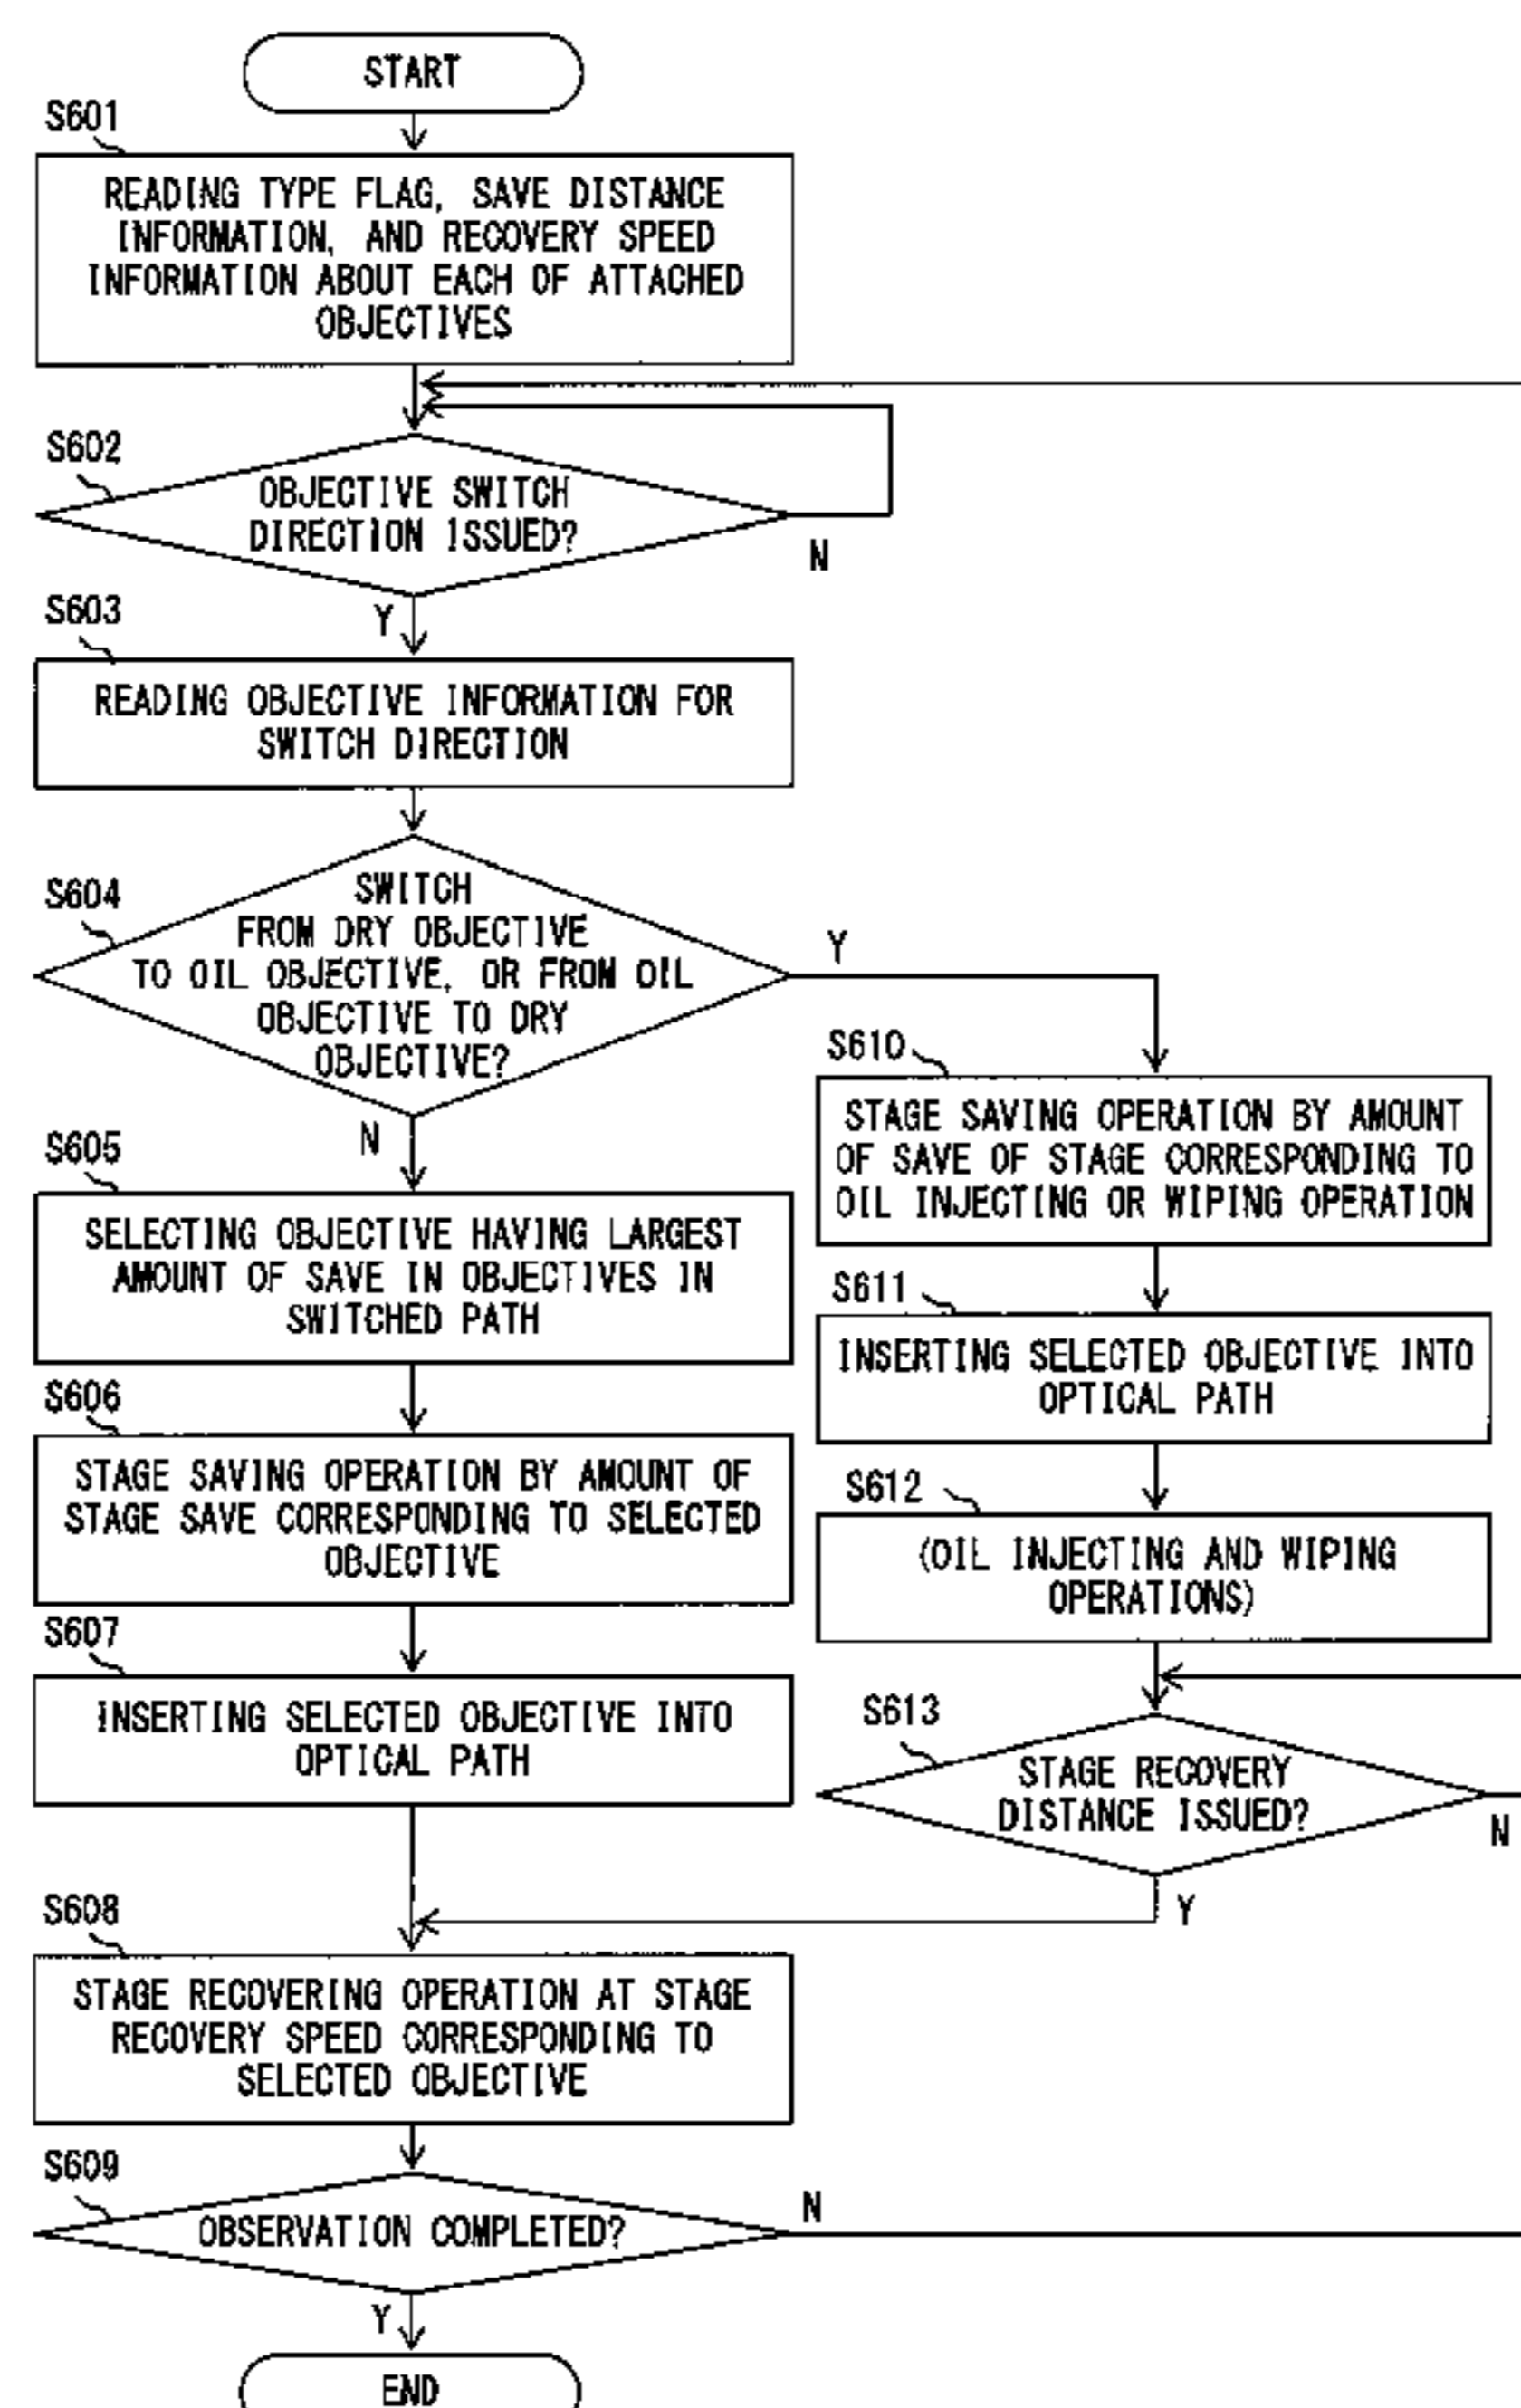 START
S601
READING TYPE FLAG, SAVE DISTANCE
INFORMATION, AND RECOVERY SPEED
INFORMATION ABOUT EACH OF ATTACHED
OBJECTIVES
S602
OBJECTIVE SWITCH
DIRECTION ISSUED?
N
Y
S603
READING OBJECTIVE INFORMATION FOR
SWITCH DIRECTION
S604
SWITCH
FROM DRY OBJECTIVE
TO OIL OBJECTIVE, OR FROM OIL
OBJECTIVE TO DRY
OBJECTIVE?
Y
N
S605
SELECTING OBJECTIVE HAVING LARGEST
AMOUNT OF SAVE IN OBJECTIVES IN
SWITCHED PATH
S606
STAGE SAVING OPERATION BY AMOUNT OF
STAGE SAVE CORRESPONDING TO SELECTED
OBJECTIVE
S607
INSERTING SELECTED OBJECTIVE INTO
OPTICAL PATH
S610
STAGE SAVING OPERATION BY AMOUNT
OF SAVE OF STAGE CORRESPONDING TO
OIL INJECTING OR WIPING OPERATION
S611
INSERTING SELECTED OBJECTIVE INTO
OPTICAL PATH
S612
(OIL INJECTING AND WIPING
OPERATIONS)
S613
STAGE RECOVERY
DISTANCE ISSUED?
N
Y
S608
STAGE RECOVERING OPERATION AT STAGE
RECOVERY SPEED CORRESPONDING TO
SELECTED OBJECTIVE
S609
OBSERVATION COMPLETED?
N
Y
END